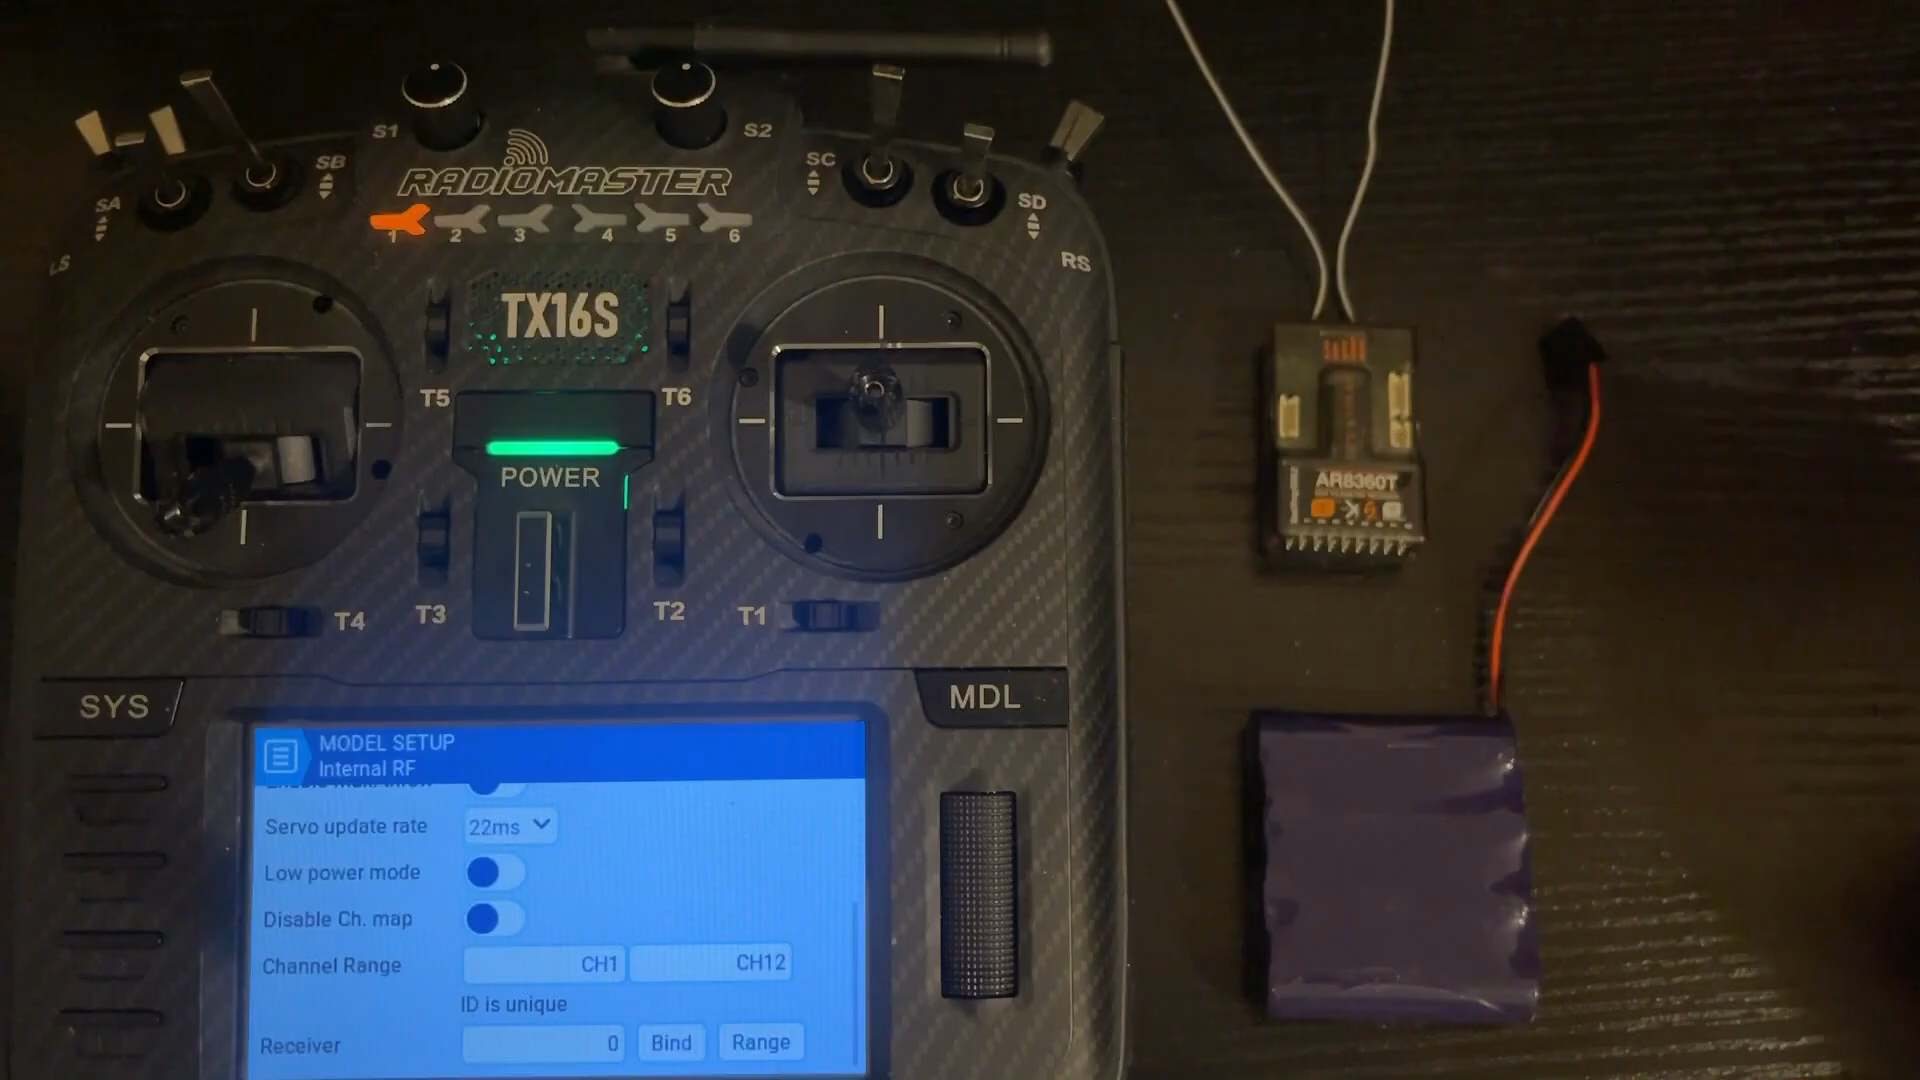 S1
S2
SB
SC
RADIOMASTER
SA
SD
1 2 3 4 5 6
LS
RS
TX16S
T5
T6
POWER
T4
T3
T2
T1
SYS
MDL
MODEL SETUP
Internal RF
Servo update rate 22ms
Low power mode
Disable Ch. map
Channel Range CH1 CH12
ID is unique
Receiver 0 Bind Range
AR8360T